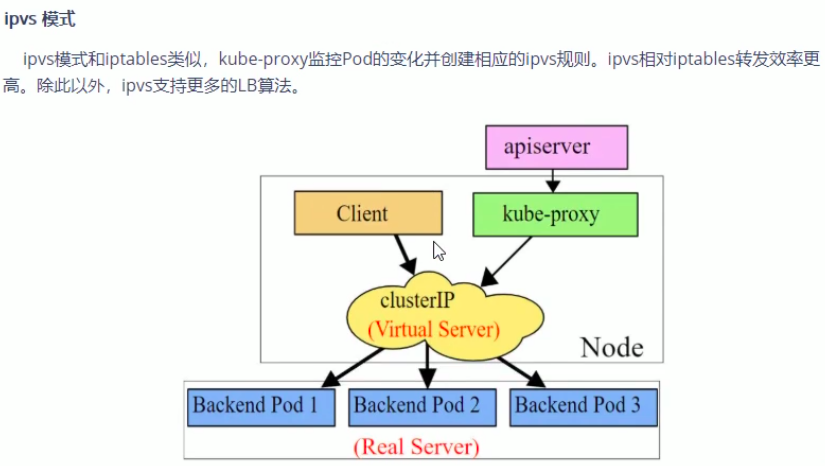 ipvs 模式
ipvs模式和iptables类似，kube-proxy监控Pod的变化并创建相应的ipvs规则。ipvs相对iptables转发效率更
高。除此以外，ipvs支持更多的LB算法。
apiserver
Client
kube-proxy
clusterIP
(Virtual Server)
Node
Backend Pod 1
Backend Pod 2
Backend Pod 3
(Real Server)